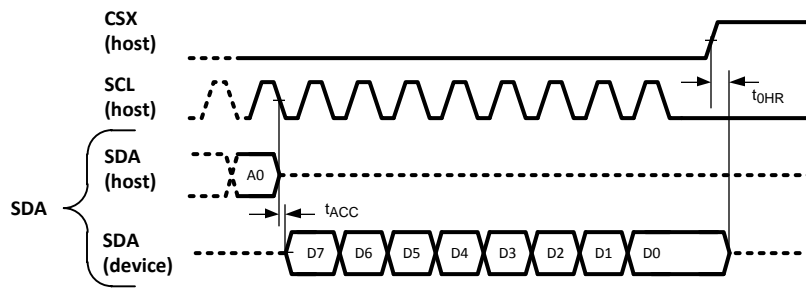 CSX
(host)
SCL
(host)
t0HR
SDA
(host)
A0
SDA
tACC
SDA
(device)
D7 D6 D5 D4 D3 D2 D1 D0